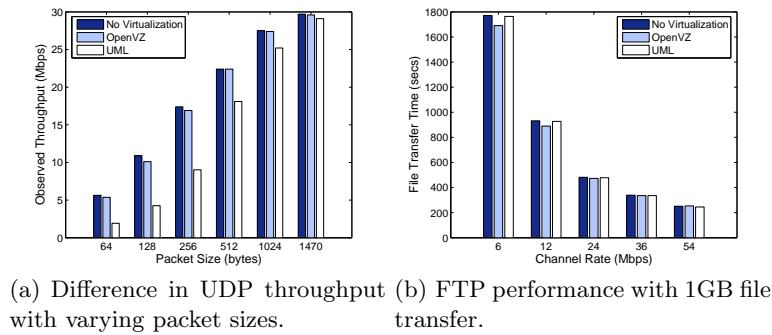 30
25
20
15
10
5
0
Observed Throughput (Mbps)
No Virtualization
OpenVZ
UML
64 128 256 512 1024 1470
Packet Size (bytes)
1800
1600
1400
1200
1000
800
600
400
200
0
File Transfer Time (secs)
No Virtualization
OpenVZ
UML
6 12 24 36 54
Channel Rate (Mbps)
(a) Difference in UDP throughput
with varying packet sizes.
(b) FTP performance with 1GB file
transfer.